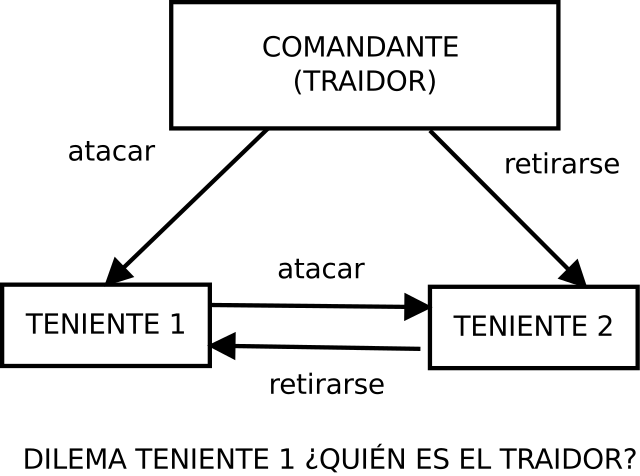 COMANDANTE
(TRAIDOR)
atacar
retirarse
atacar
TENIENTE 1
TENIENTE 2
retirarse
DILEMA TENIENTE 1 ¿QUIÉN ES EL TRAIDOR?